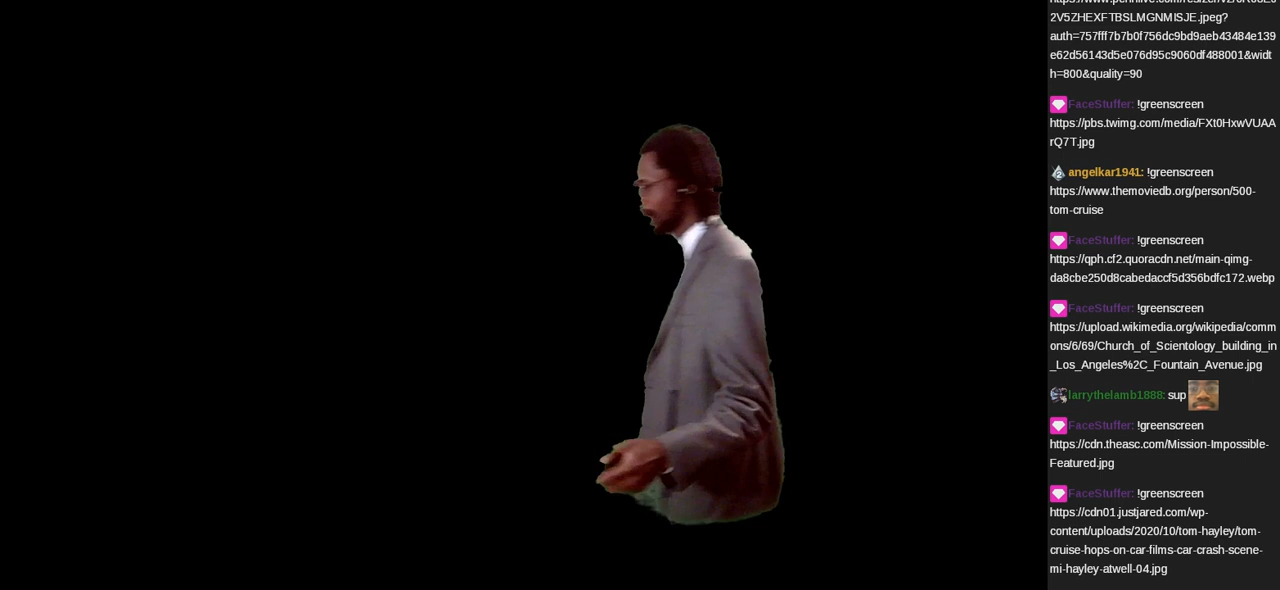 2V5ZHEXFTBSLMGNMISJE.jpeg?
auth=757fff7b7b0f756dc9bd9aeb43484e139
e62d56143d5e076d95c9060df488001&widt
h=800&quality=90
FaceStuffer: !greenscreen
https://pbs.twimg.com/media/FXt0HxwVUAA
rQ7T.jpg
2 angelkar1941: !greenscreen
https://www.themoviedb.org/person/500-
tom-cruise
FaceStuffer: !greenscreen
https://qph.cf2.quoracdn.net/main-qimg-
da8cbe250d8cabedaccf5d356bdfc172.webp
FaceStuffer: !greenscreen
https://upload.wikimedia.org/wikipedia/comm
ons/6/69/Church_of_Scientology_building_in
_Los_Angeles%2C_Fountain_Avenue.jpg
larrythelamb1888: sup
FaceStuffer: !greenscreen
https://cdn.theasc.com/Mission-Impossible-
Featured.jpg
FaceStuffer: !greenscreen
https://cdn01.justjared.com/wp-
content/uploads/2020/10/tom-hayley/tom-
cruise-hops-on-car-films-car-crash-scene-
mi-hayley-atwell-04.jpg